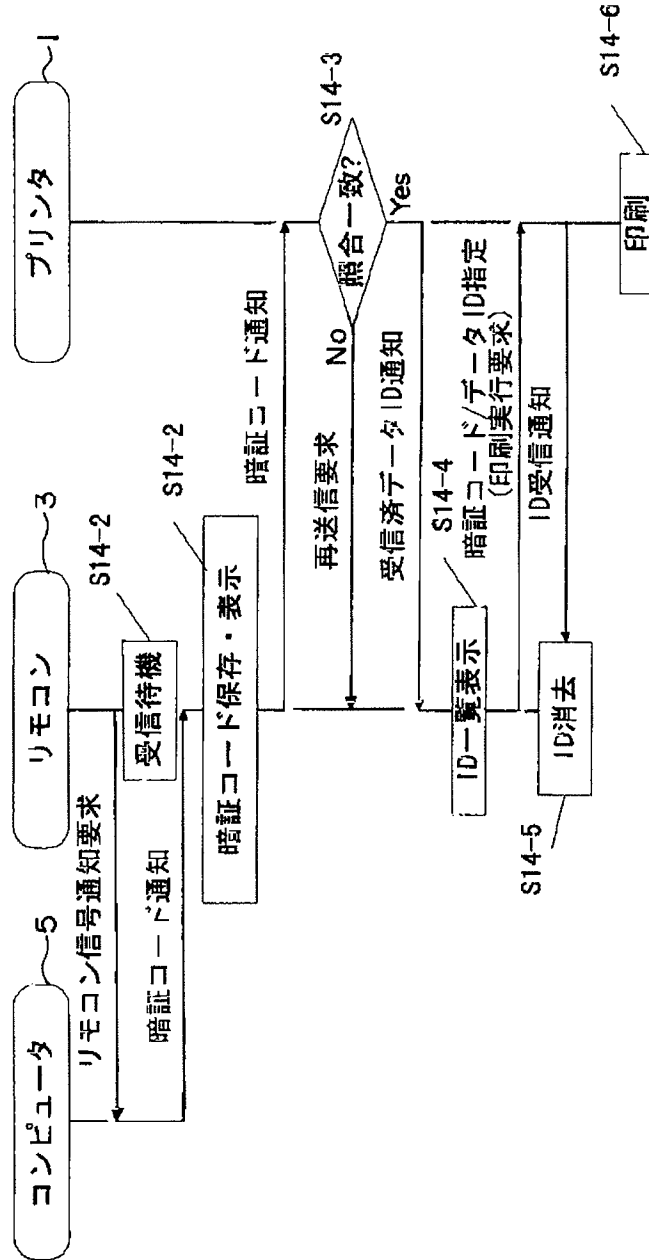 コンピュータ
5
リモコン
3
プリンタ
1
リモコン信号通知要求
受信待機
S14-2
暗証コード通知
暗証コード保存・表示
S14-2
暗証コード通知
照合一致?
S14-3
No
Yes
再送信要求
受信済データID通知
ID一覧表示
S14-4
暗証コード/データID指定
(印刷実行要求)
ID受信通知
ID消去
S14-5
印刷
S14-6